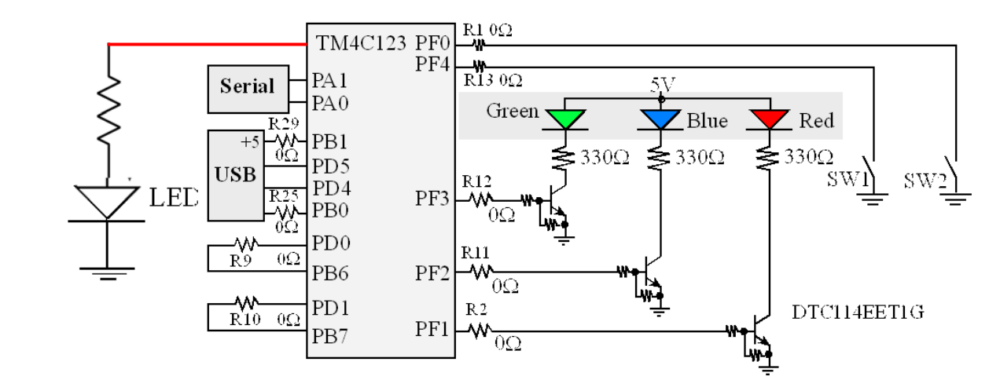 TM4C123
Serial
PA1
PA0
R29
0Ω
+5
USB
PB1
PD5
PD4
PB0
R25
0Ω
LED
R9
0Ω
PD0
PB6
R10
0Ω
PD1
PB7
PF0
PF4
R1 0Ω
R13 0Ω
5V
Green
Blue
Red
330Ω
330Ω
330Ω
SW1
SW2
PF3
R12
0Ω
PF2
R11
0Ω
PF1
R2
0Ω
DTC114EET1G